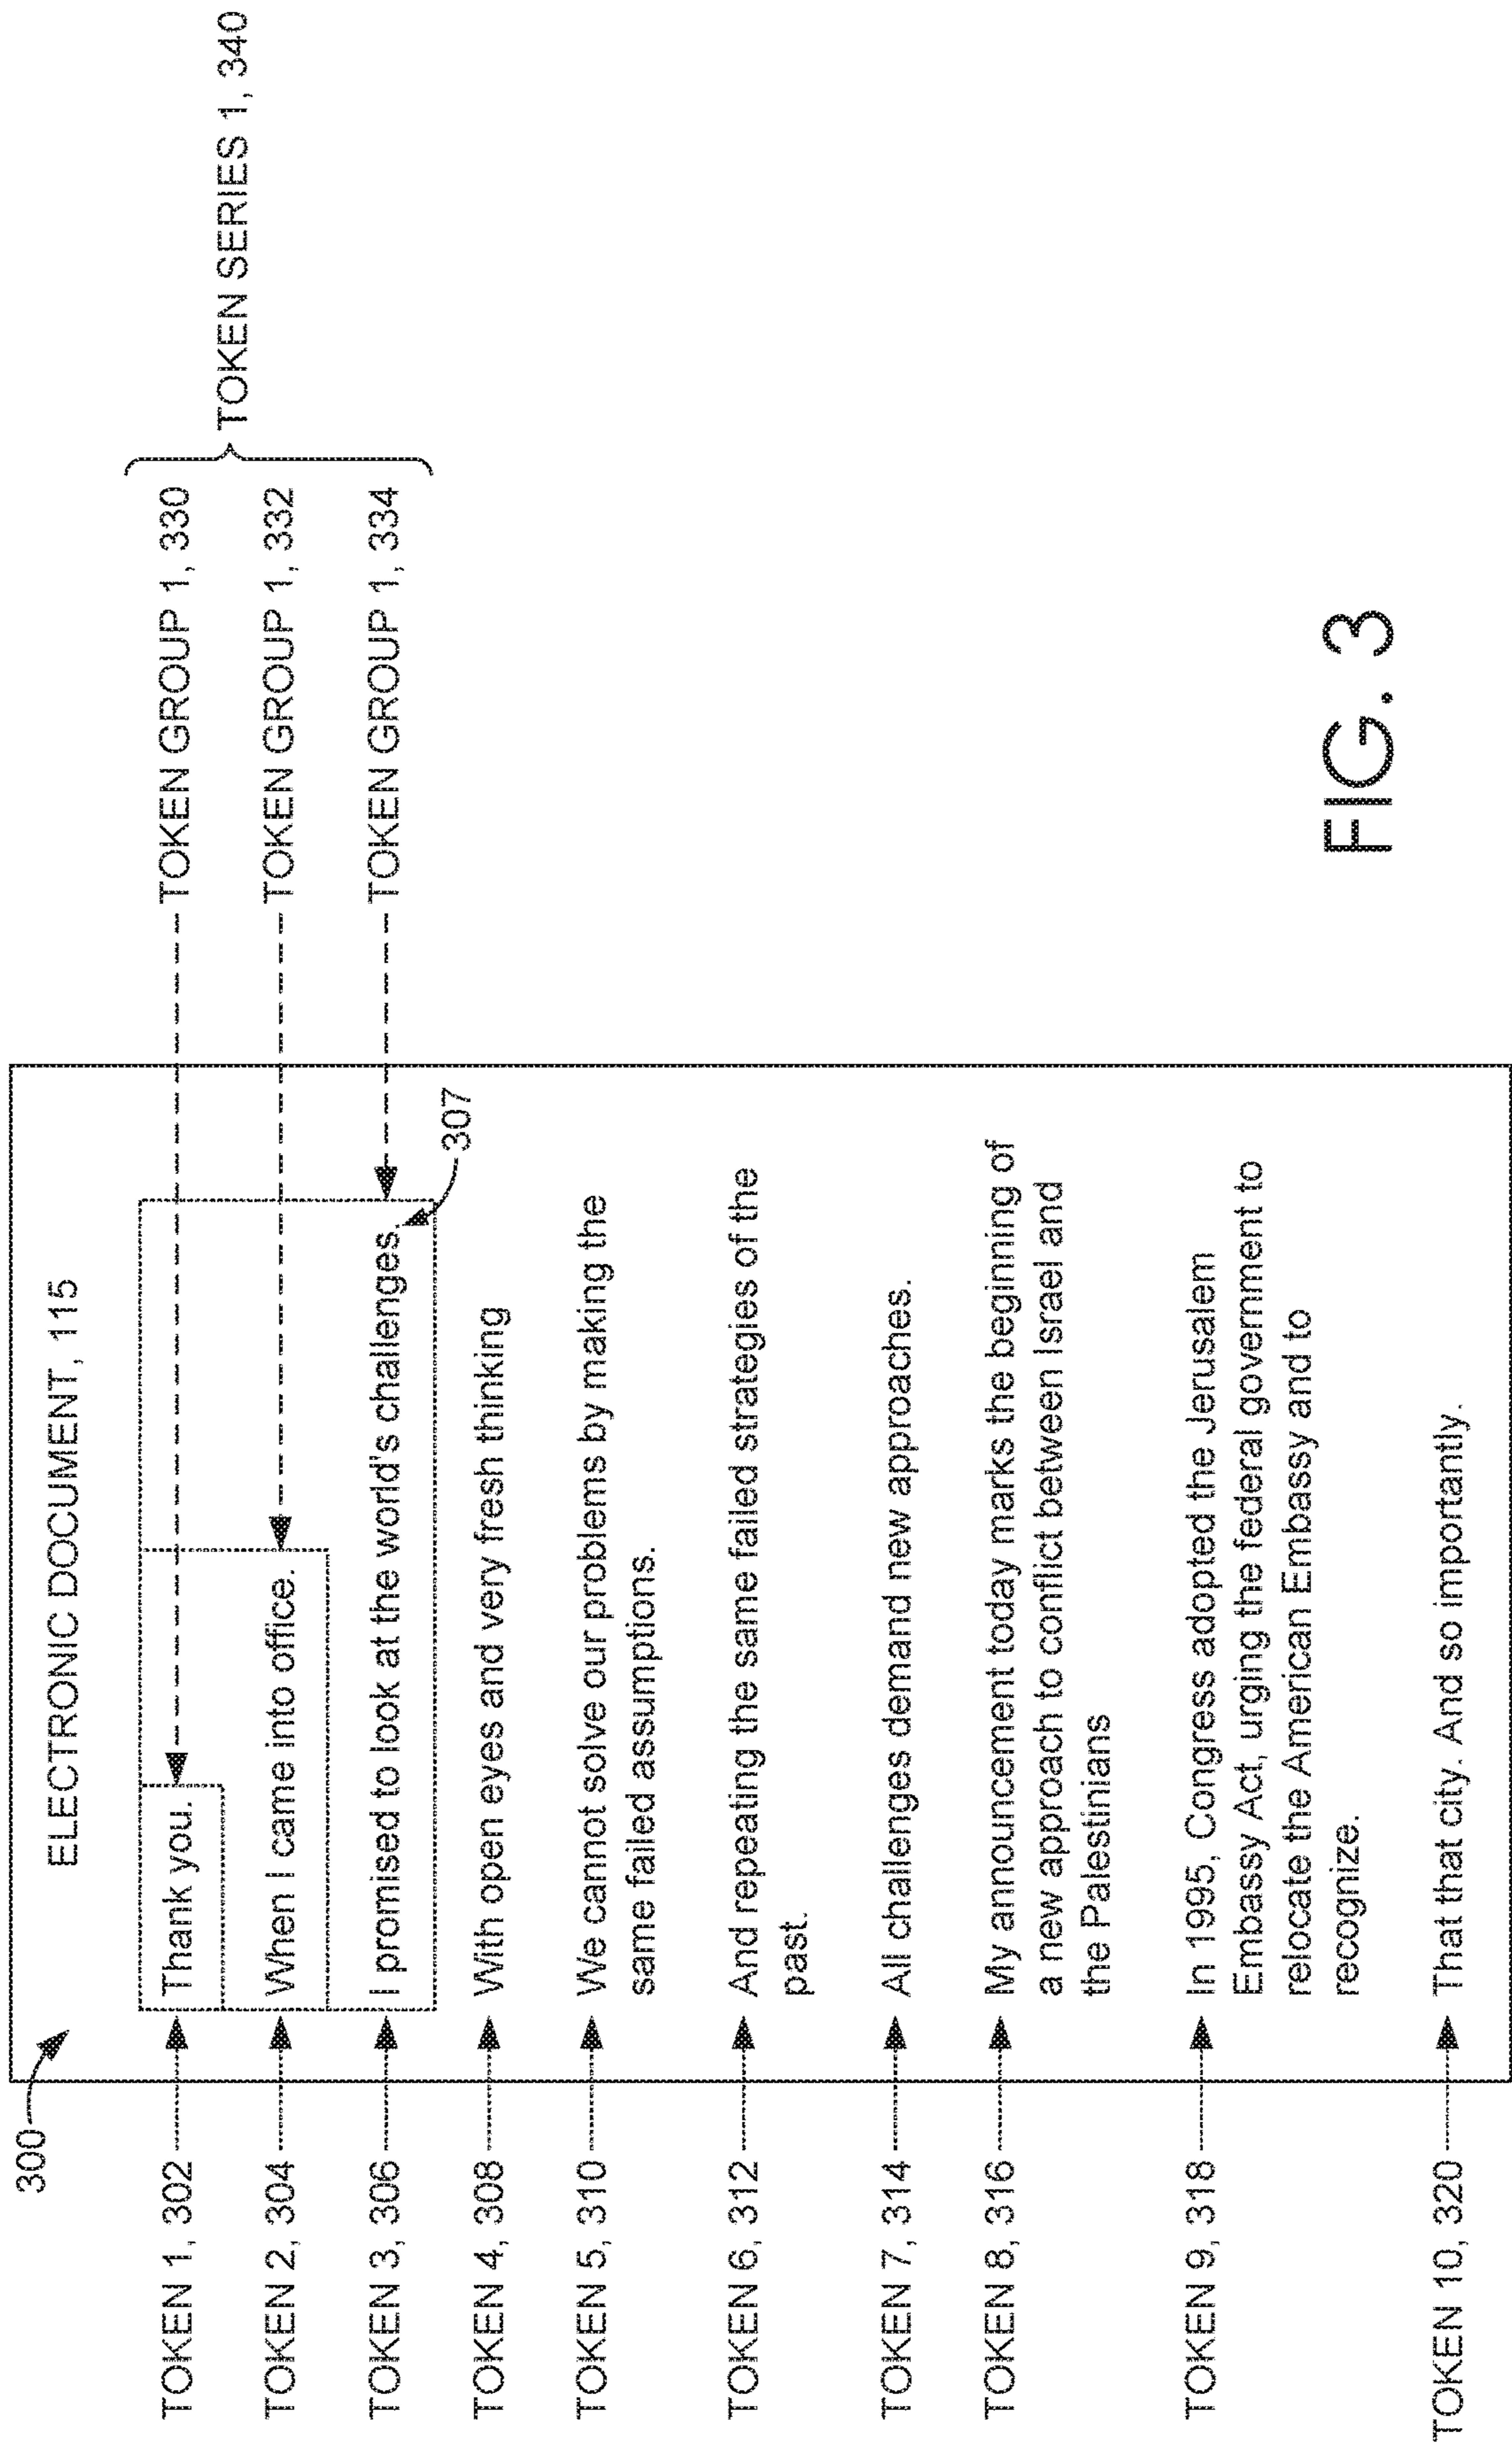 300
ELECTRONIC DOCUMENT, 115
TOKEN 1, 302
Thank you.
TOKEN GROUP 1, 330
TOKEN 2, 304
When I came into office.
TOKEN GROUP 1, 332
TOKEN SERIES 1, 340
TOKEN 3, 306
I promised to look at the world's challenges.
TOKEN GROUP 1, 334
307
TOKEN 4, 308
With open eyes and very fresh thinking
TOKEN 5, 310
We cannot solve our problems by making the
same failed assumptions.
TOKEN 6, 312
And repeating the same failed strategies of the
past.
TOKEN 7, 314
All challenges demand new approaches.
TOKEN 8, 316
My announcement today marks the beginning of
a new approach to conflict between Israel and
the Palestinians
TOKEN 9, 318
In 1995, Congress adopted the Jerusalem
Embassy Act, urging the federal government to
relocate the American Embassy and to
recognize.
TOKEN 10, 320
That that city. And so importantly.
FIG. 3